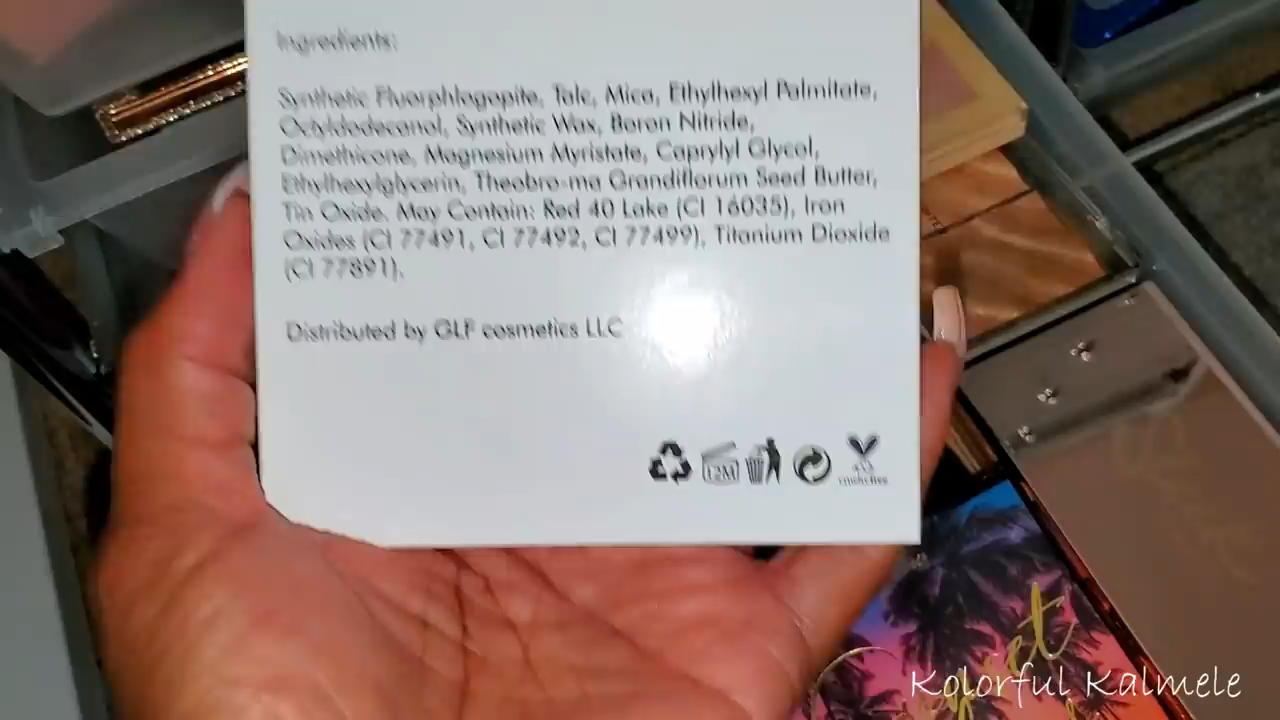 Ingredients:
Synthetic Fluorphlogopite, Talc, Mica, Ethylhexyl Palmitate,
Octyldodecanol, Synthetic Wax, Boron Nitride,
Dimethicone, Magnesium Myristate, Caprylyl Glycol,
Ethylhexylglycerin, Theobro-ma Grandiflorum Seed Butter,
Tin Oxide. May Contain: Red 40 Lake (CI 16035), Iron
Oxides (CI 77491, CI 77492, CI 77499), Titanium Dioxide
(CI 77891).
Distributed by GLF cosmetics LLC
12M
Kolorful Kalmele